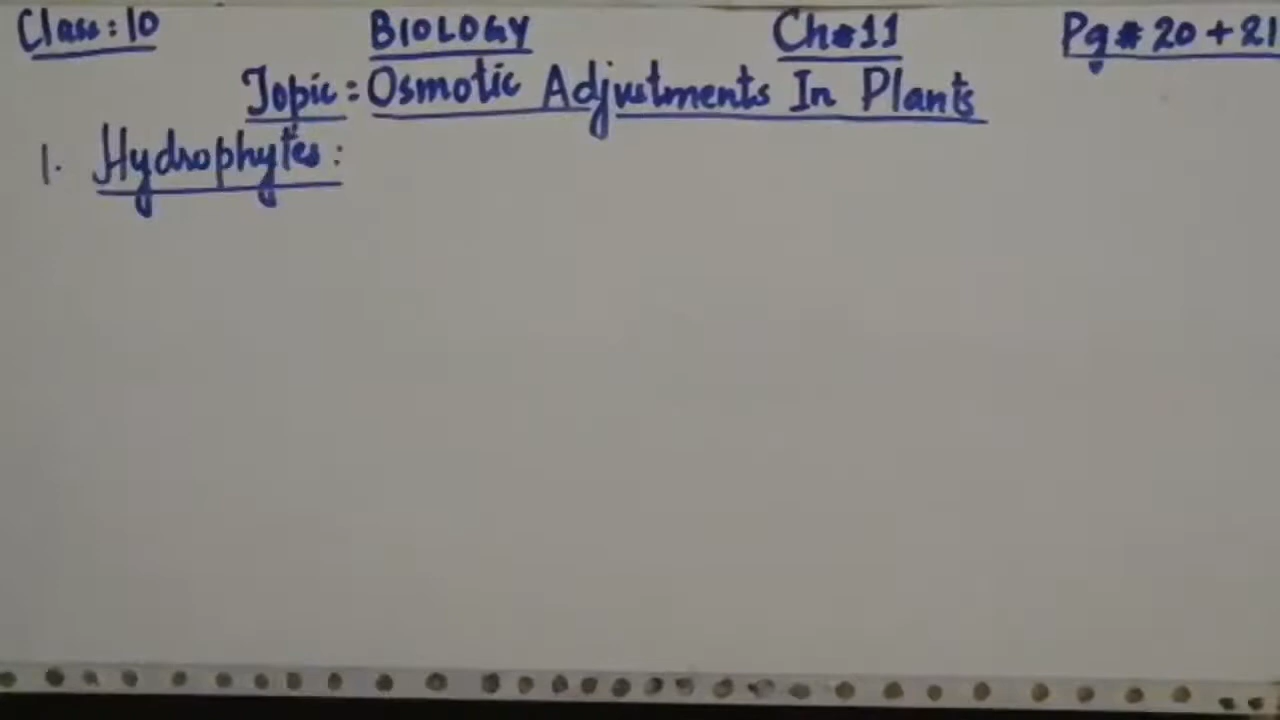 Class: 10 BIOLOGY Ch#11 Pg# 20 + 21
Topic: Osmotic Adjustments In Plants
1. Hydrophytes: